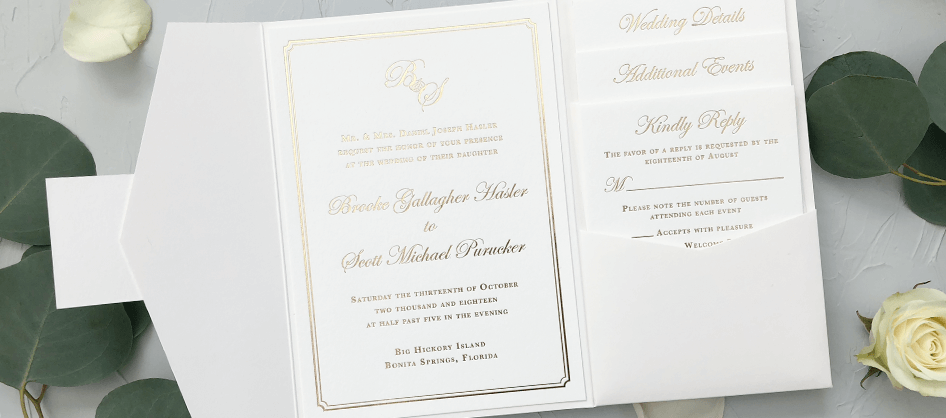 B&S
Mr. & Mrs. Daniel Joseph Hasler
request the honor of your presence
at the wedding of their daughter
Brooke Gallagher Hasler
to
Scott Michael Purucker
Saturday the thirteenth of October
two thousand and eighteen
at half past five in the evening
Big Hickory Island
Bonita Springs, Florida
Wedding Details
Additional Events
Kindly Reply
The favor of a reply is requested by the
eighteenth of August
M
Please note the number of guests
attending each event
Accepts with pleasure
Welcome